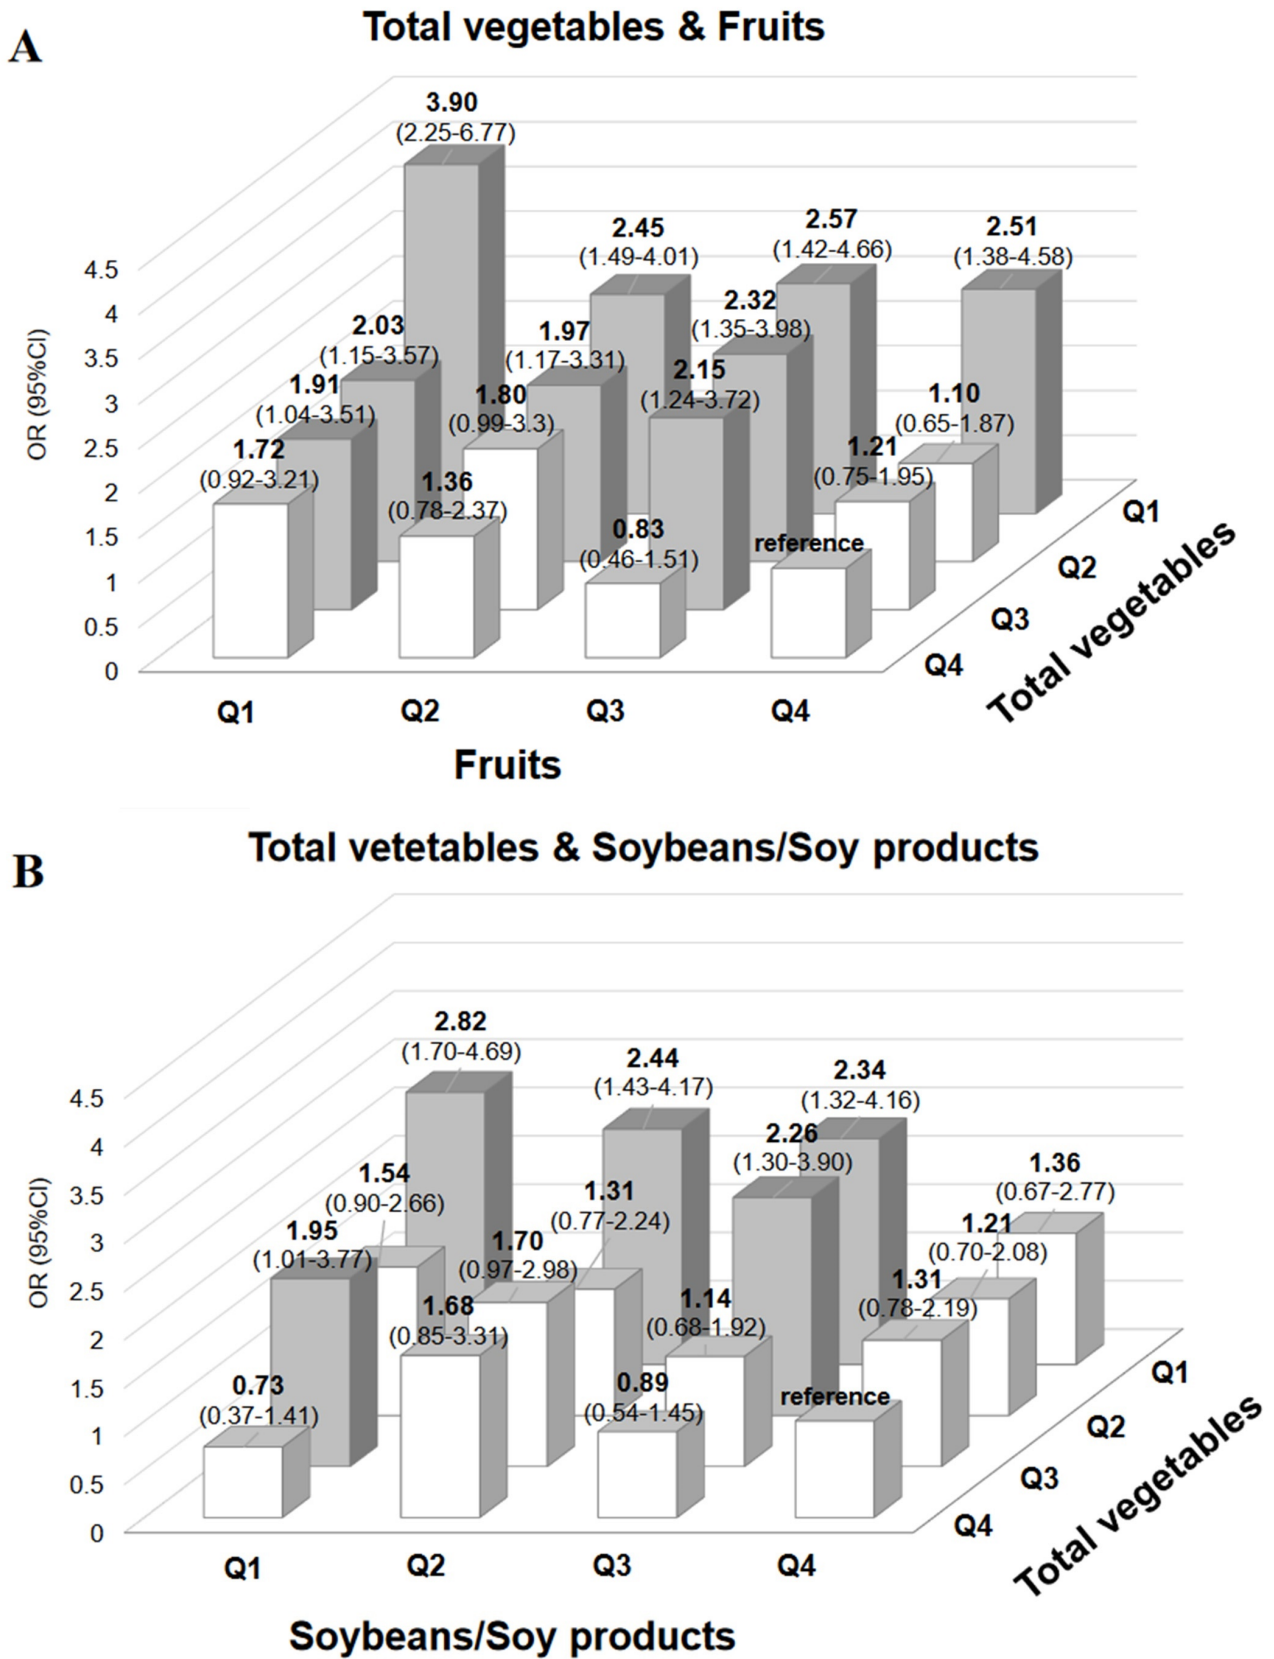 A
Total vegetables & Fruits
3.90
(2.25-6.77)
2.45
(1.49-4.01)
2.57
(1.42-4.66)
2.51
(1.38-4.58)
2.03
(1.15-3.57)
1.97
(1.17-3.31)
2.32
(1.35-3.98)
1.10
(0.65-1.87)
1.91
(1.04-3.51)
1.80
(0.99-3.3)
2.15
(1.24-3.72)
1.21
(0.75-1.95)
1.72
(0.92-3.21)
1.36
(0.78-2.37)
0.83
(0.46-1.51)
reference
OR (95%CI)
4.5
4
3.5
3
2.5
2
1.5
1
0.5
0
Q1
Q2
Q3
Q4
Fruits
Q1
Q2
Q3
Q4
Total vegetables
B
Total vetetables & Soybeans/Soy products
2.82
(1.70-4.69)
2.44
(1.43-4.17)
2.34
(1.32-4.16)
1.36
(0.67-2.77)
1.54
(0.90-2.66)
1.31
(0.77-2.24)
2.26
(1.30-3.90)
1.21
(0.70-2.08)
1.95
(1.01-3.77)
1.70
(0.97-2.98)
1.14
(0.68-1.92)
1.31
(0.78-2.19)
0.73
(0.37-1.41)
1.68
(0.85-3.31)
0.89
(0.54-1.45)
reference
OR (95%CI)
4.5
4
3.5
3
2.5
2
1.5
1
0.5
0
Q1
Q2
Q3
Q4
Soybeans/Soy products
Q1
Q2
Q3
Q4
Total vegetables